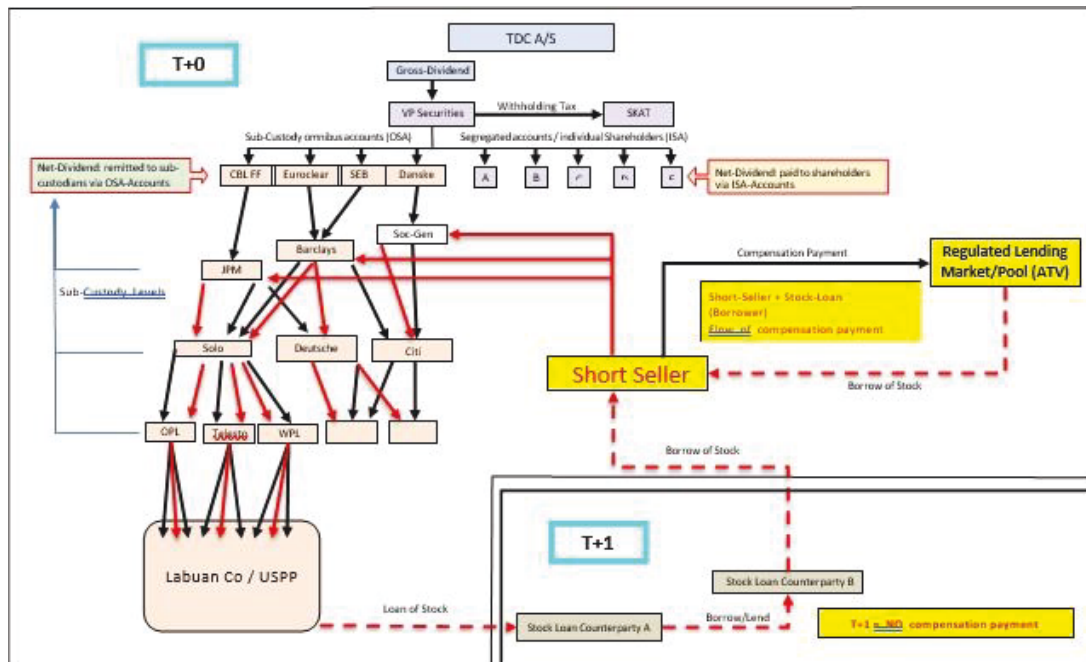 TDC A/S
T+0
Gross-Dividend
VP Securities
Withholding Tax
SKAT
Sub-Custody omnibus accounts (OSA)
Segregated accounts / individual Shareholders (ISA)
Net-Dividend: remitted to sub-
custodians via OSA-Accounts
CBL FF
Euroclear
SEB
Danske
A
B
Net-Dividend: paid to shareholders
via ISA-Accounts
Soc-Gen
Barclays
JPM
Compensation Payment
Regulated Lending
Market/Pool (ATV)
Sub-Custody Levels
Short-Seller + Stock-Loan
(Borrower)
Flow of compensation payment
Solo
Deutsche
Citi
Short Seller
Borrow of Stock
OPL
Telesto
WPL
Borrow of Stock
T+1
Labuan Co / USPP
Stock Loan Counterparty B
Loan of Stock
Stock Loan Counterparty A
Borrow/Lend
T+1 = NO compensation payment